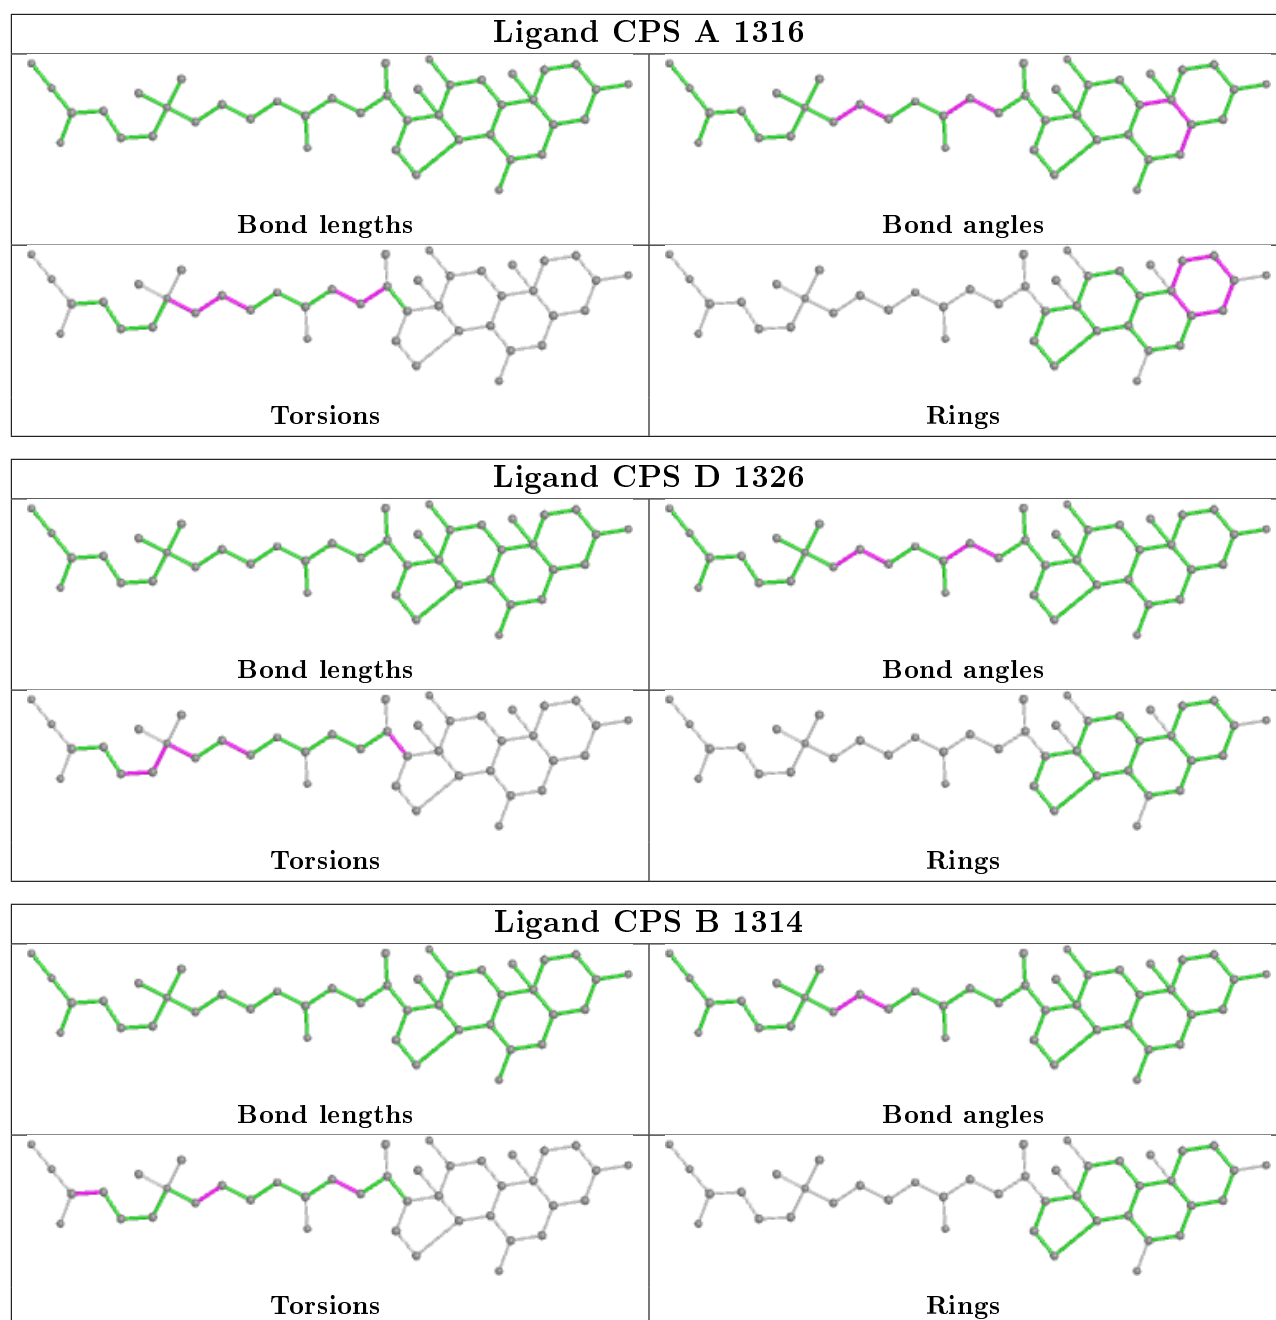 Ligand CPS A 1316
Bond lengths
Bond angles
Torsions
Rings
Ligand CPS D 1326
Bond lengths
Bond angles
Torsions
Rings
Ligand CPS B 1314
Bond lengths
Bond angles
Torsions
Rings